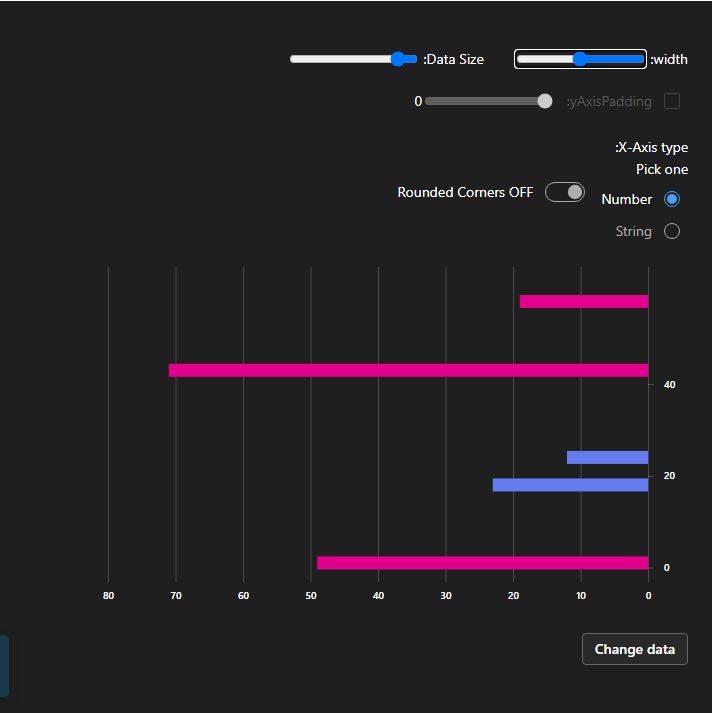 :width
:Data Size
:yAxisPadding
0
:X-Axis type
Pick one
Number
Rounded Corners OFF
String
40
20
0
80 70 60 50 40 30 20 10 0
Change data